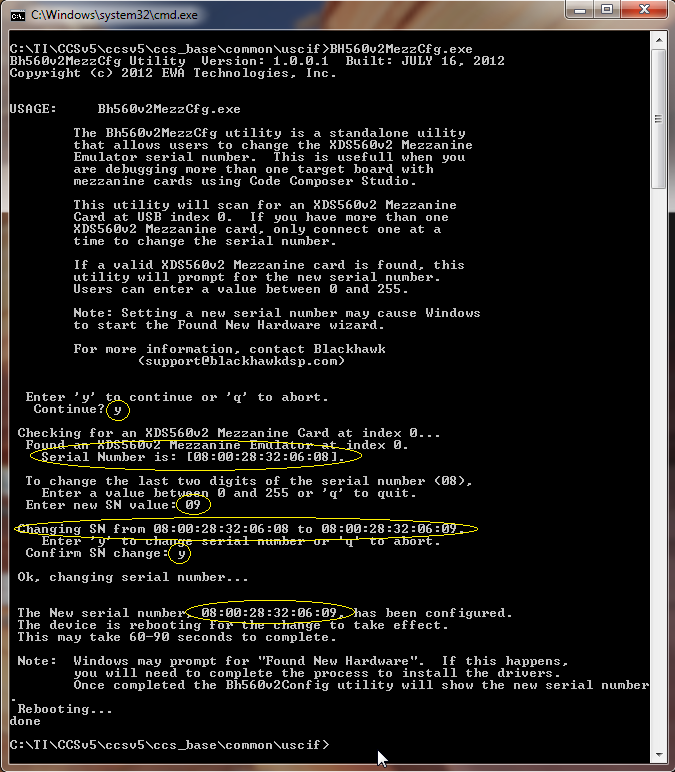 C:\Windows\system32\cmd.exe
C:\TI\CCSv5\ccsv5\ccs_base\common\uscif>BH560v2MezzCfg.exe
Bh560v2MezzCfg Utility  Version: 1.0.0.1  Built: JULY 16, 2012
Copyright (c) 2012 EWA Technologies, Inc.
USAGE:     Bh560v2MezzCfg.exe
The Bh560v2MezzCfg utility is a standalone uility
that allows users to change the XDS560v2 Mezzanine
Emulator serial number.  This is usefull when you
are debugging more than one target board with
mezzanine cards using Code Composer Studio.
This utility will scan for an XDS560v2 Mezzanine
Card at USB index 0.  If you have more than one
XDS560v2 Mezzanine card, only connect one at a
time to change the serial number.
If a valid XDS560v2 Mezzanine card is found, this
utility will prompt for the new serial number.
Users can enter a value between 0 and 255.
Note: Setting a new serial number may cause Windows
to start the Found New Hardware wizard.
For more information, contact Blackhawk
(support@blackhawkdsp.com)
Enter 'y' to continue or 'q' to abort.
Continue? y
Checking for an XDS560v2 Mezzanine Card at index 0...
Found an XDS560v2 Mezzanine Emulator at index 0.
Serial Number is: [08:00:28:32:06:08].
To change the last two digits of the serial number (08),
Enter a value between 0 and 255 or 'q' to quit.
Enter new SN value: 09
Changing SN from 08:00:28:32:06:08 to 08:00:28:32:06:09.
Enter 'y' to change serial number or 'q' to abort.
Confirm SN change: y
Ok, changing serial number...
The New serial number, 08:00:28:32:06:09, has been configured.
The device is rebooting for the change to take effect.
This may take 60-90 seconds to complete.
Note:  Windows may prompt for "Found New Hardware".  If this happens,
you will need to complete the process to install the drivers.
Once completed the Bh560v2Config utility will show the new serial number
.
Rebooting...
done
C:\TI\CCSv5\ccsv5\ccs_base\common\uscif>